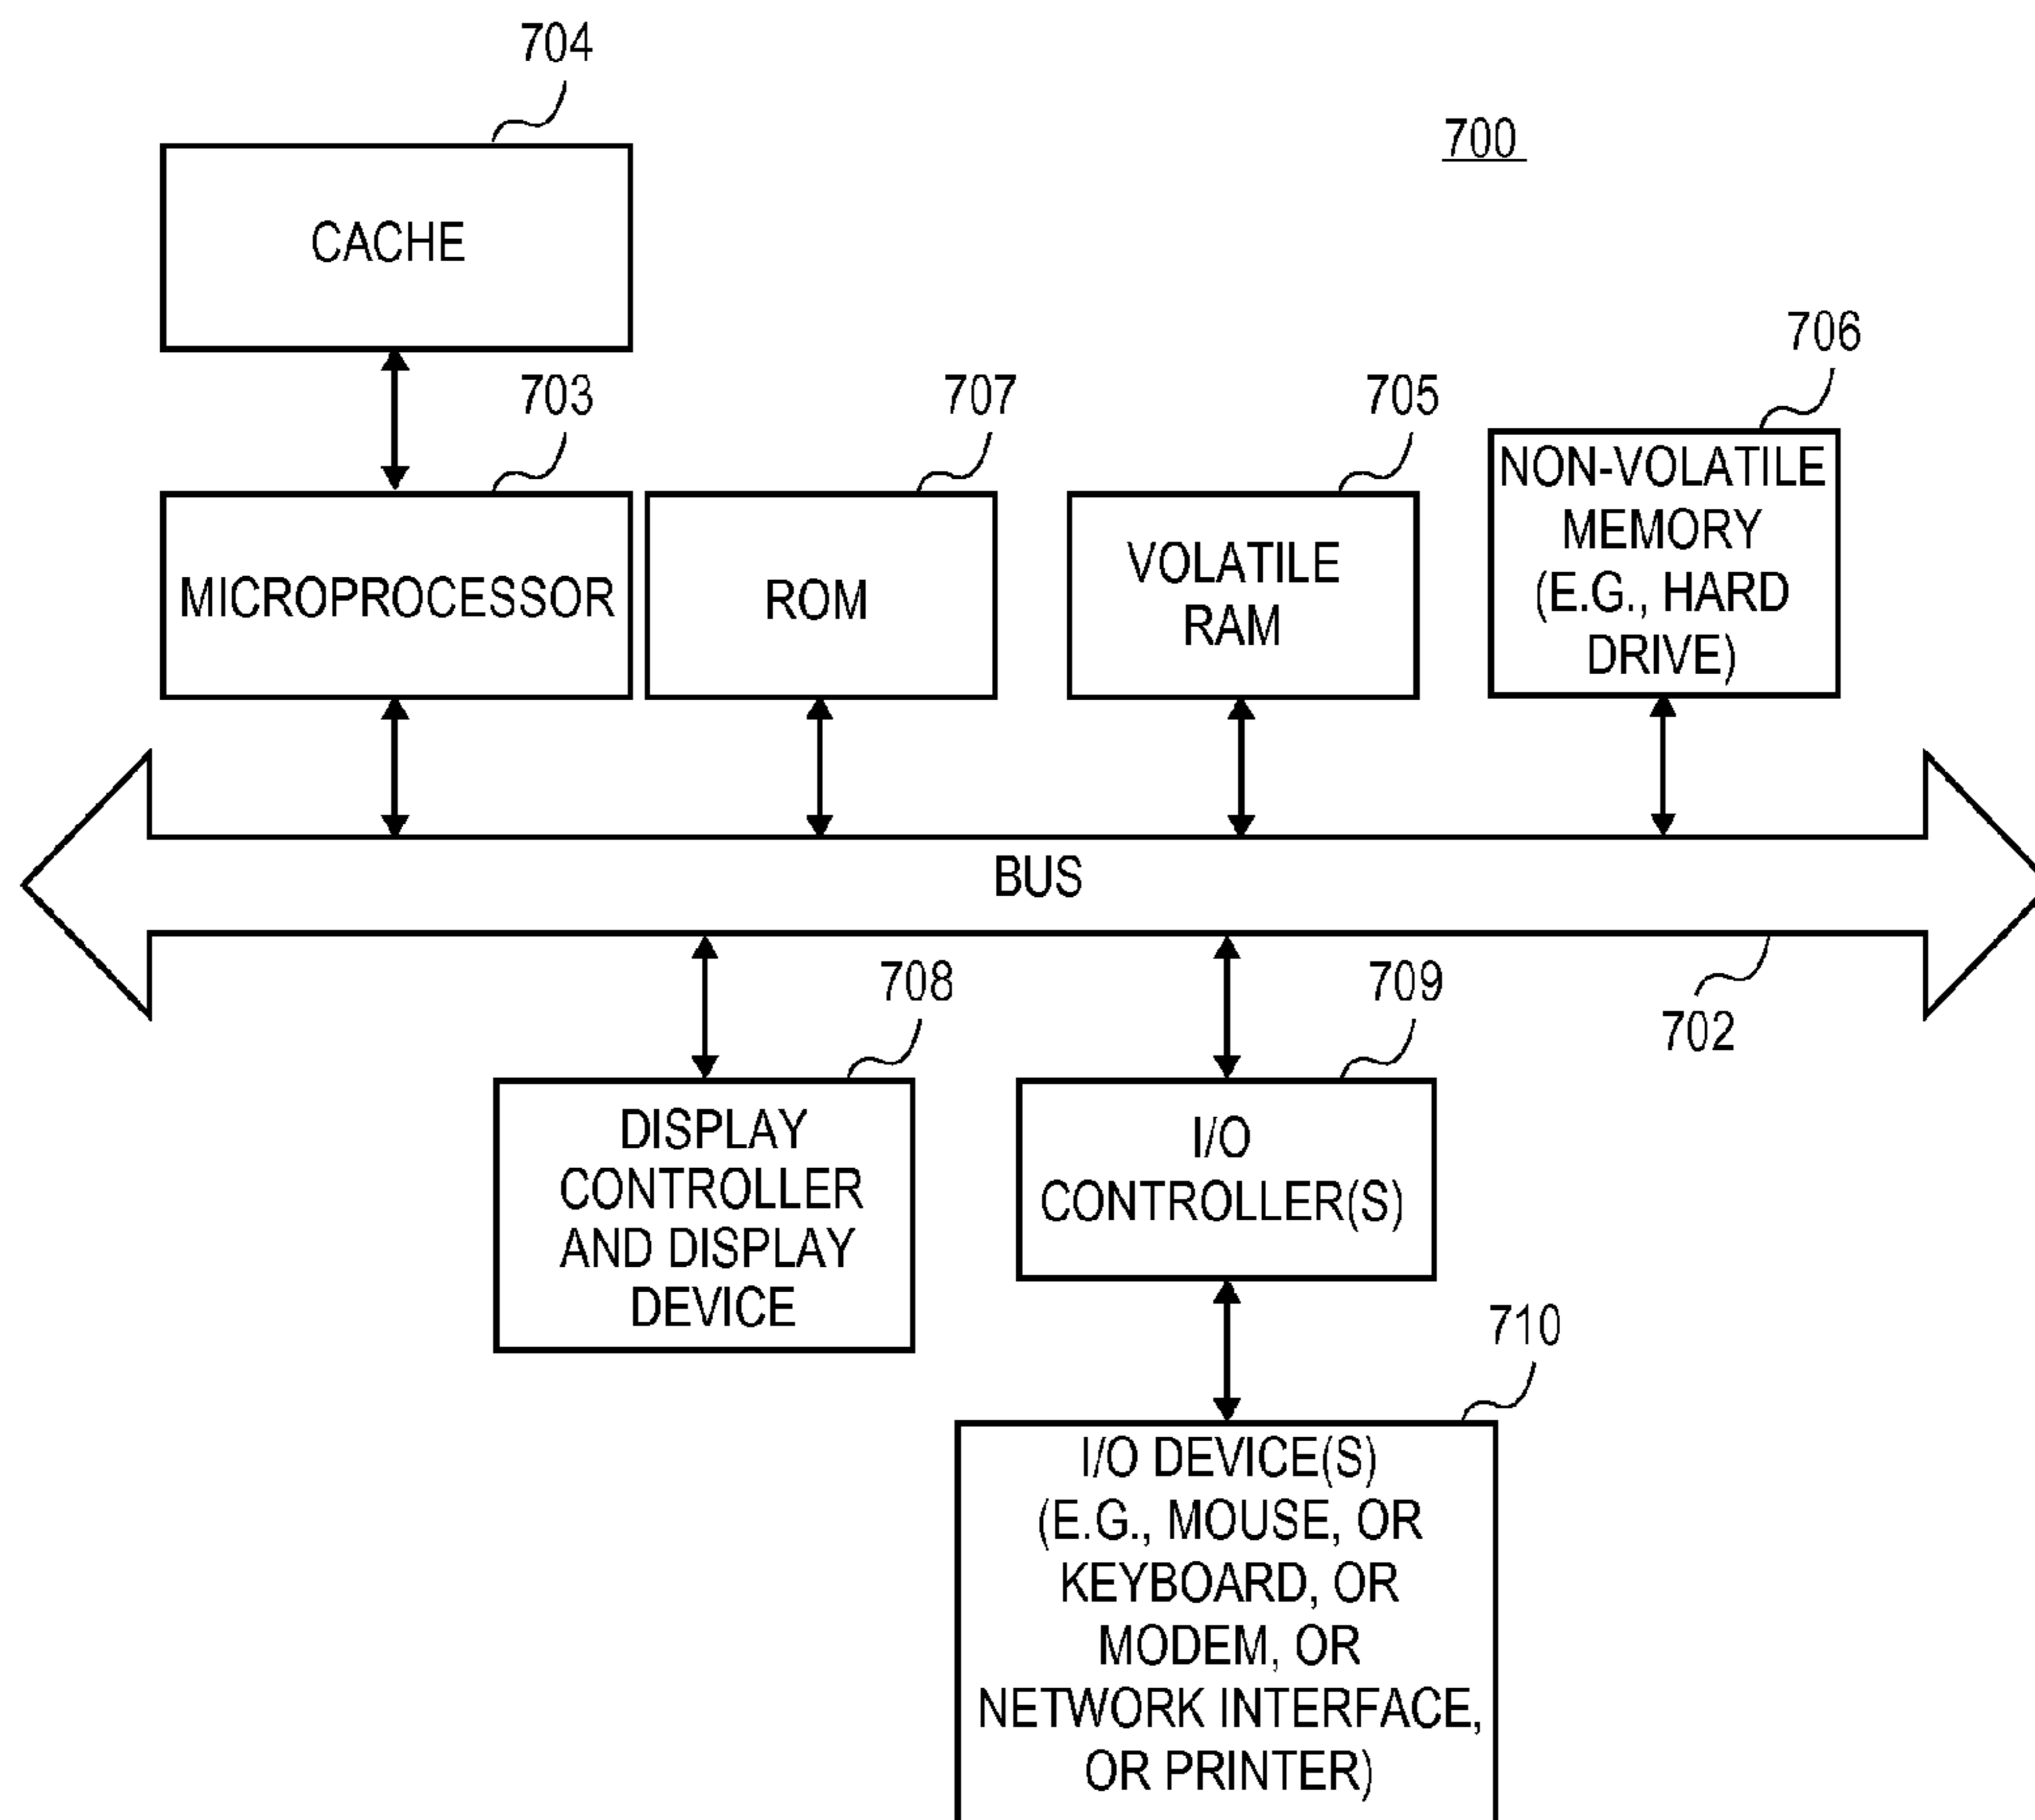 704
700
CACHE
706
703
707
705
NON-VOLATILE
MEMORY
(E.G., HARD
DRIVE)
MICROPROCESSOR
ROM
VOLATILE
RAM
BUS
708
709
702
DISPLAY
CONTROLLER
AND DISPLAY
DEVICE
I/O
CONTROLLER(S)
710
I/O DEVICE(S)
(E.G., MOUSE, OR
KEYBOARD, OR
MODEM, OR
NETWORK INTERFACE,
OR PRINTER)